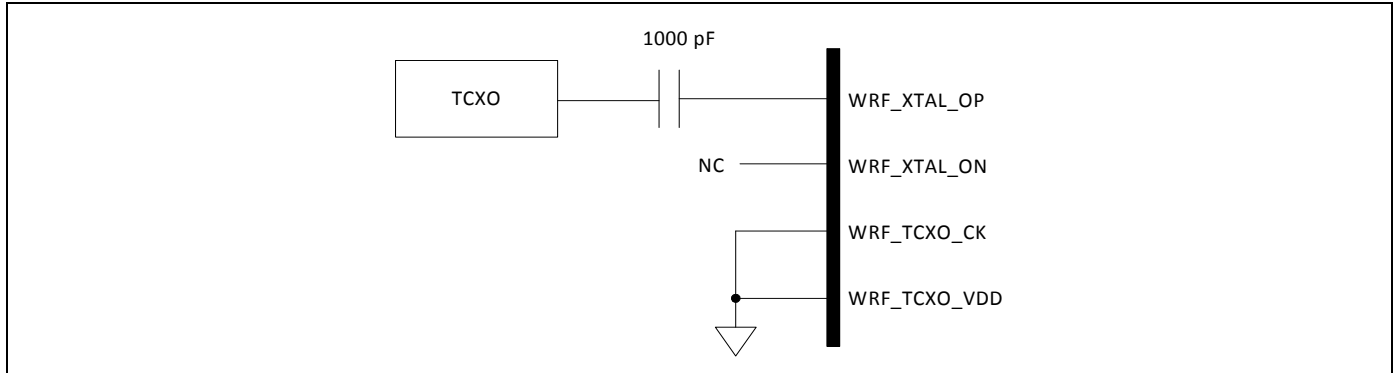 1000 pF
TCXO
WRF_XTAL_OP
NC
WRF_XTAL_ON
WRF_TCXO_CK
WRF_TCXO_VDD